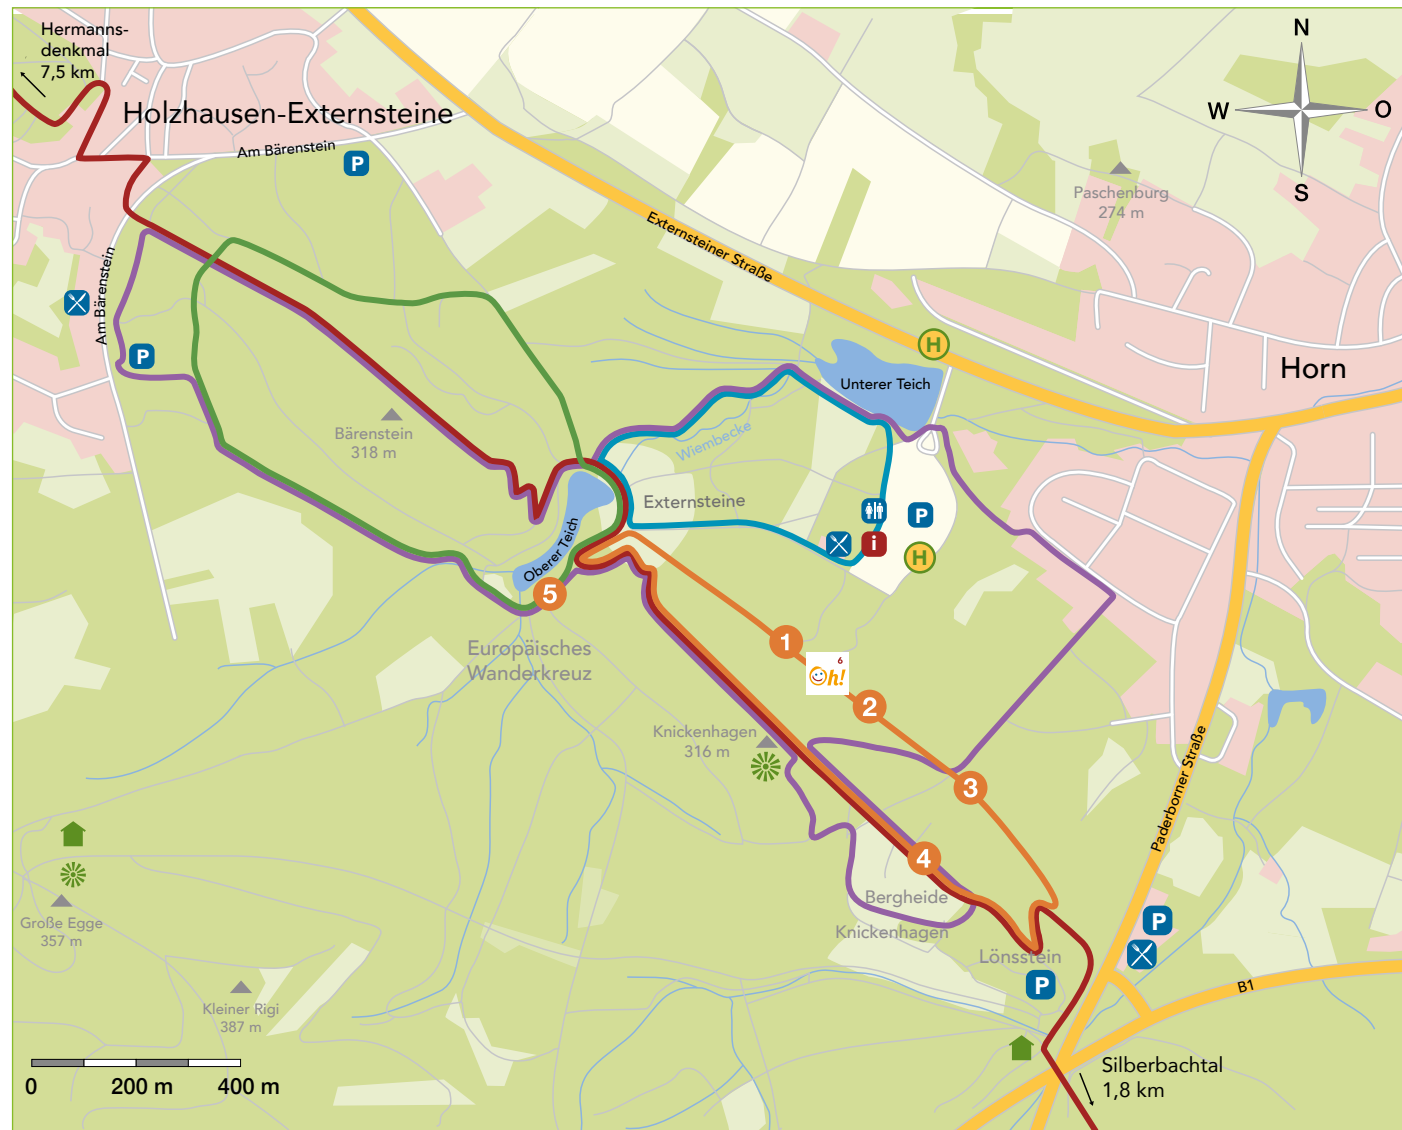 Hermanns-
denkmal
7,5 km
Holzhausen-Externsteine
Am Bärenstein
P
N
W
O
S
Paschenburg
274 m
Externsteiner Straße
Am Bärenstein
P
H
Unterer Teich
Horn
Bärenstein
318 m
Wiembecke
Externsteine
P
i
H
Oberer Teich
5
Europäisches
Wanderkreuz
1
6
Oh!
2
Knickenhagen
316 m
3
Paderborner Straße
4
Bergheide
Knickenhagen
Lönsstein
P
P
B1
Große Egge
357 m
Kleiner Rigi
387 m
0
200 m
400 m
Silberbachtal
1,8 km